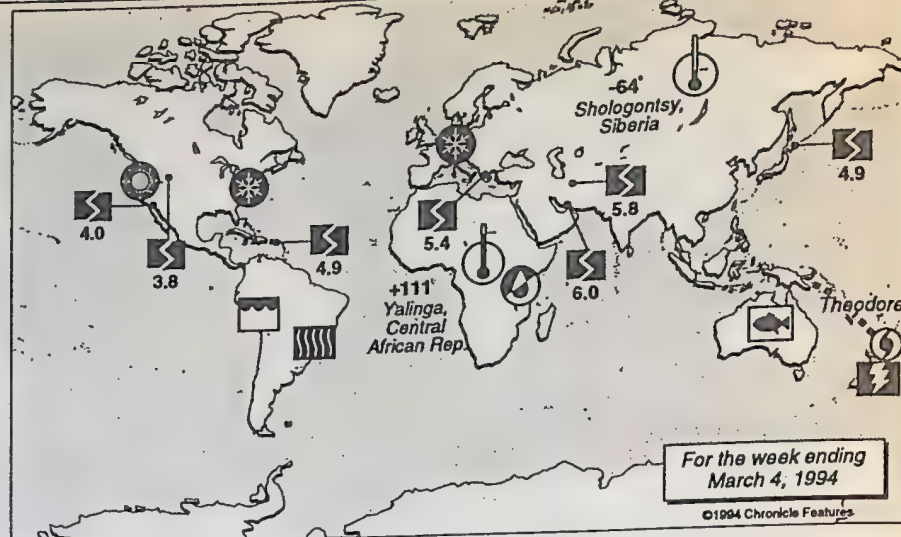 -64°
Shologontsy,
Siberia
4.9
5.8
4.0
5.4
4.9
3.8
6.0
+111°
Yalinga,
Central
African Rep.
Theodore
For the week ending
March 4, 1994
©1994 Chronicle Features